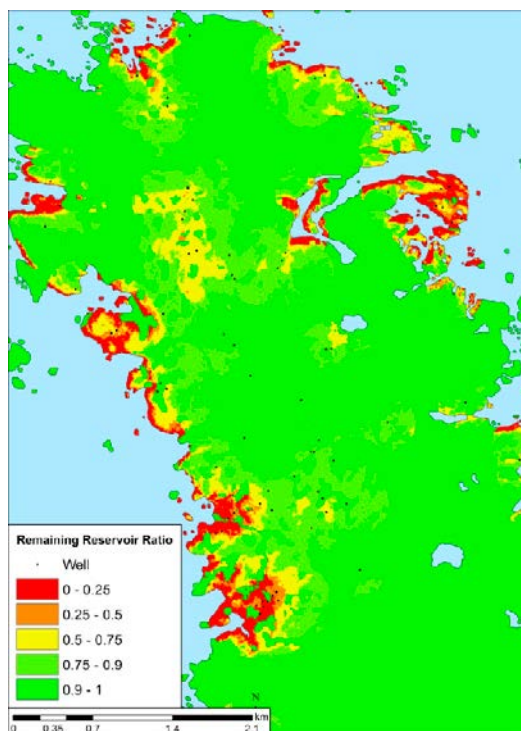 Remaining Reservoir Ratio
Well
0 - 0.25
0.25 - 0.5
0.5 - 0.75
0.75 - 0.9
0.9 - 1
N
km
0 0.35 0.7 1.4 2.1